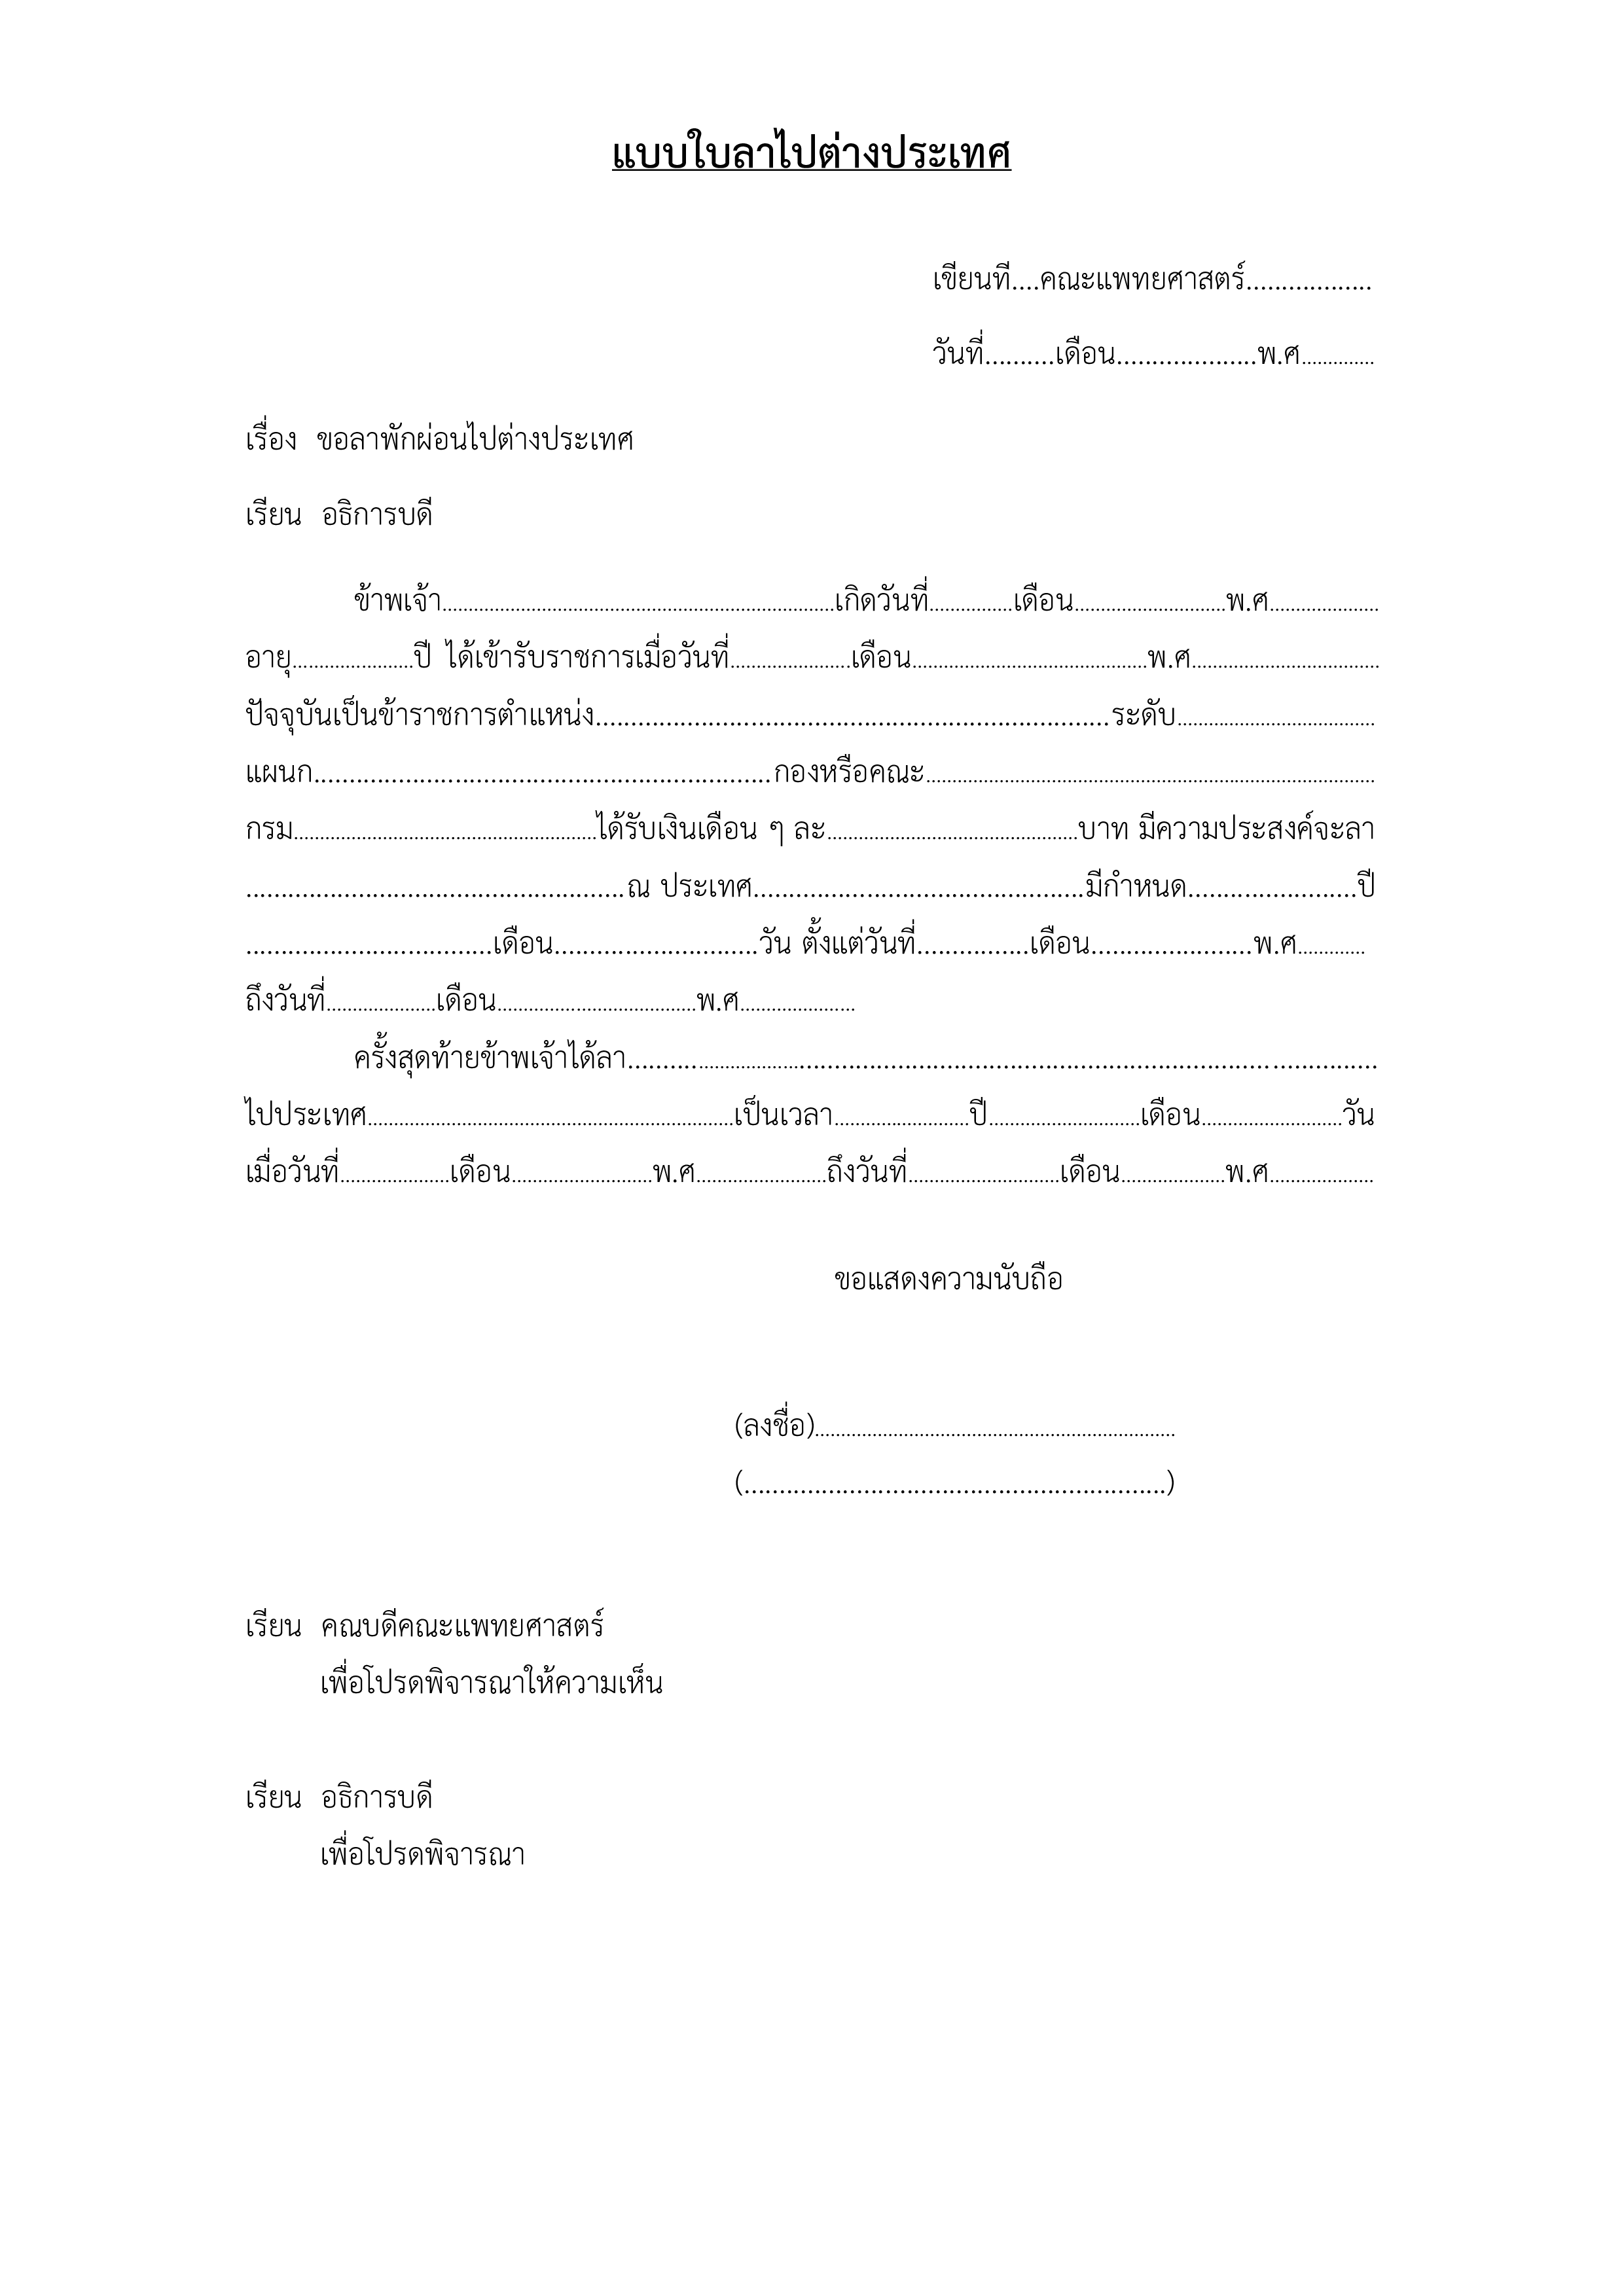 แบบใบลาไปต่างประเทศ
เขียนที่....คณะแพทยศาสตร์..................
วันที่..........เดือน....................พ.ศ..............
เรื่อง ขอลาพักผ่อนไปต่างประเทศ
เรียน อธิการบดี
ข้าพเจ้า...........................................................................เกิดวันที่................เดือน.............................พ.ศ.....................
อายุ.......................ปี ได้เข้ารับราชการเมื่อวันที่.......................เดือน.............................................พ.ศ....................................
ปัจจุบันเป็นข้าราชการตำแหน่ง.........................................................................ระดับ......................................
แผนก.................................................................กองหรือคณะ......................................................................................
กรม..........................................................ได้รับเงินเดือน ๆ ละ................................................บาท มีความประสงค์จะลา
......................................................ณ ประเทศ...............................................มีกำหนด........................ปี
...................................เดือน.............................วัน ตั้งแต่วันที่................เดือน.......................พ.ศ.............
ถึงวันที่.....................เดือน......................................พ.ศ......................
ครั้งสุดท้ายข้าพเจ้าได้ลา..............................................................................................................
ไปประเทศ......................................................................เป็นเวลา..........................ปี.............................เดือน...........................วัน
เมื่อวันที่.....................เดือน...........................พ.ศ.........................ถึงวันที่.............................เดือน....................พ.ศ....................
ขอแสดงความนับถือ
(ลงชื่อ).....................................................................
(............................................................)
เรียน คณบดีคณะแพทยศาสตร์
เพื่อโปรดพิจารณาให้ความเห็น
เรียน อธิการบดี
เพื่อโปรดพิจารณา